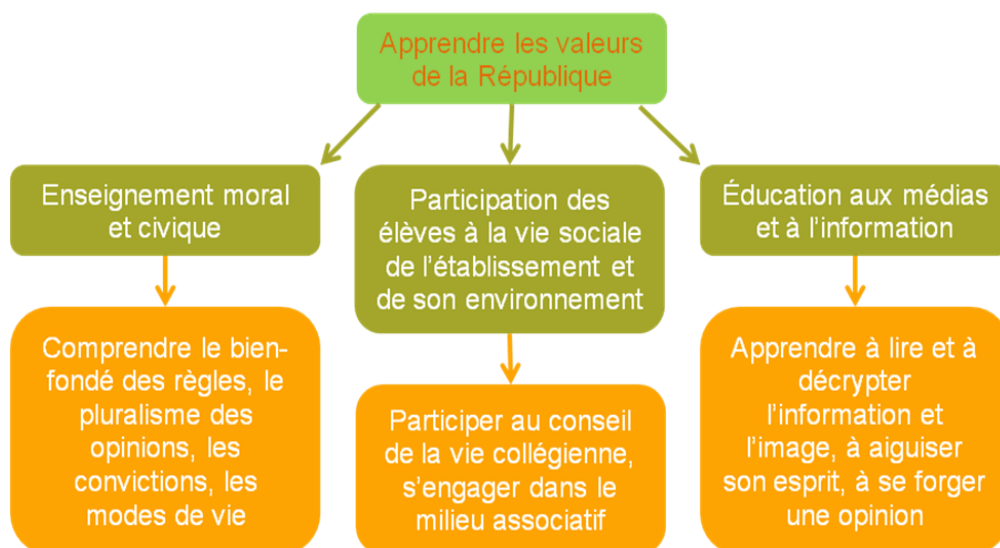 Apprendre les valeurs
de la République
Enseignement moral
et civique
Participation des
élèves à la vie sociale
de l'établissement et
de son environnement
Éducation aux médias
et à l'information
Comprendre le bien-
fondé des règles, le
pluralisme des
opinions, les
convictions, les
modes de vie
Participer au conseil
de la vie collégienne,
s'engager dans le
milieu associatif
Apprendre à lire et à
décrypter
l'information et
l'image, à aiguiser
son esprit, à se forger
une opinion